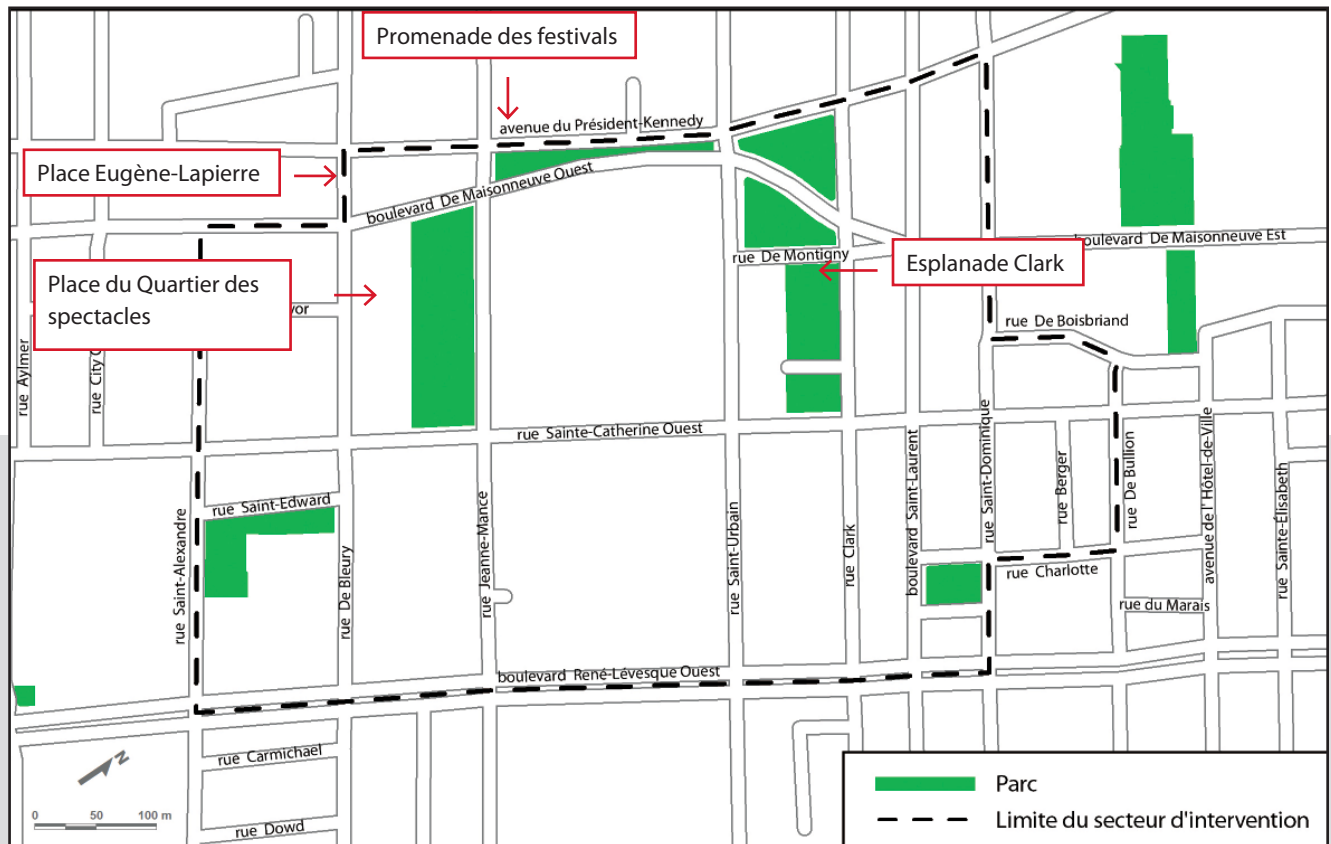 Promenade des festivals
avenue du Président-Kennedy
Place Eugène-Lapierre
boulevard De Maisonneuve Ouest
rue De Montigny
boulevard De Maisonneuve Est
Esplanade Clark
Place du Quartier des
spectacles
rue De Boisbriand
rue Aylmer
rue City
rue Sainte-Catherine Ouest
rue Saint-Edward
rue Saint-Alexandre
rue De Bleury
rue Jeanne-Mance
rue Saint-Urbain
rue Clark
boulevard Saint-Laurent
rue Saint-Dominique
rue Berger
rue De Bullion
avenue de l' Hôtel-de-Ville
rue Sainte-Élisabeth
rue Charlotte
rue du Marais
boulevard René-Lévesque Ouest
rue Carmichael
rue Dowd
N
0 50 100 m
Parc
Limite du secteur d'intervention